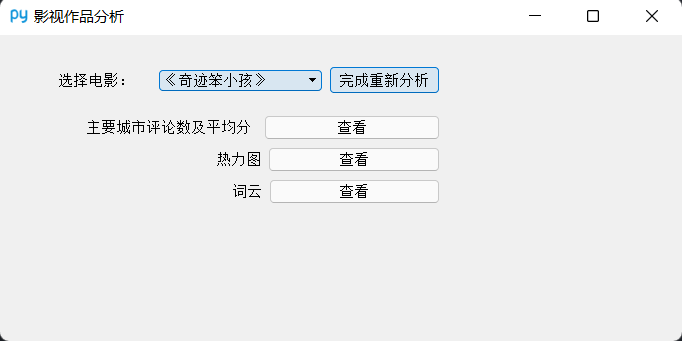 PY 影视作品分析
选择电影： 《奇迹笨小孩》 完成重新分析
主要城市评论数及平均分 查看
热力图 查看
词云 查看